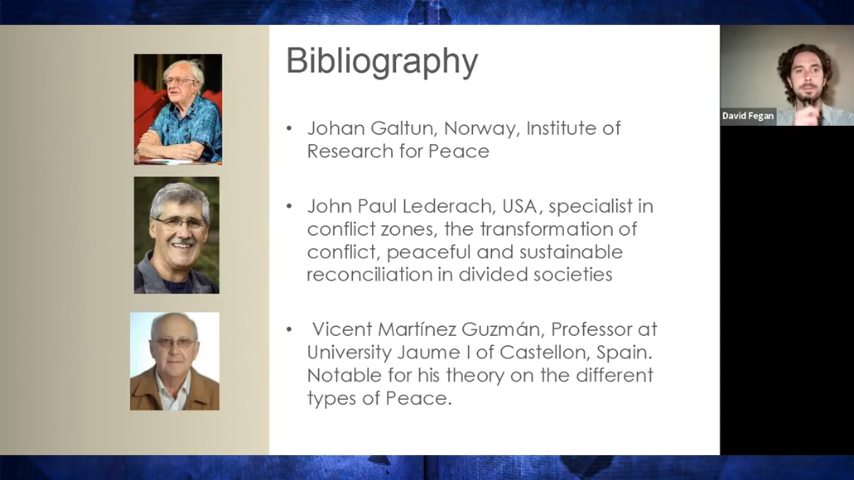 Bibliography
• Johan Galtun, Norway, Institute of
Research for Peace
• John Paul Lederach, USA, specialist in
conflict zones, the transformation of
conflict, peaceful and sustainable
reconciliation in divided societies
• Vicent Martínez Guzmán, Professor at
University Jaume I of Castellon, Spain.
Notable for his theory on the different
types of Peace.
David Fegan